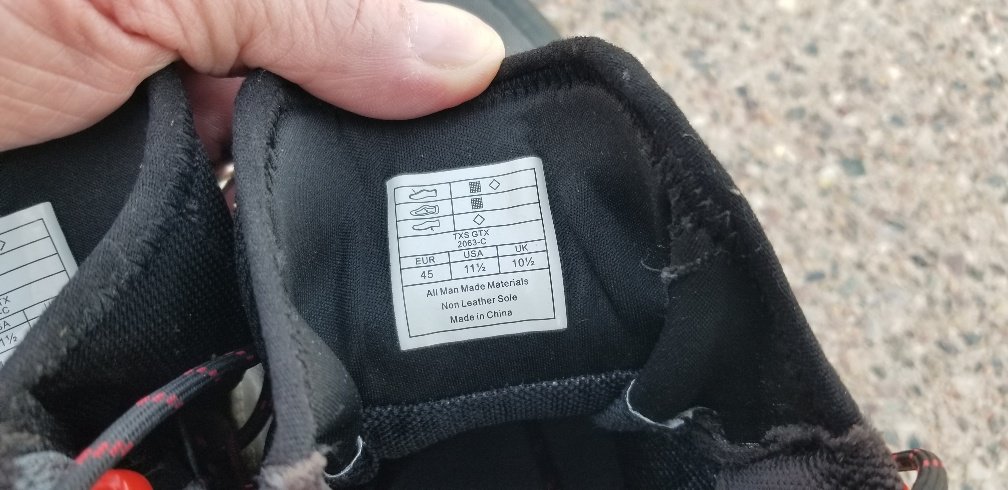 TXS GTX
2063-C
EUR USA UK
45 11½ 10½
All Man Made Materials
Non Leather Sole
Made in China